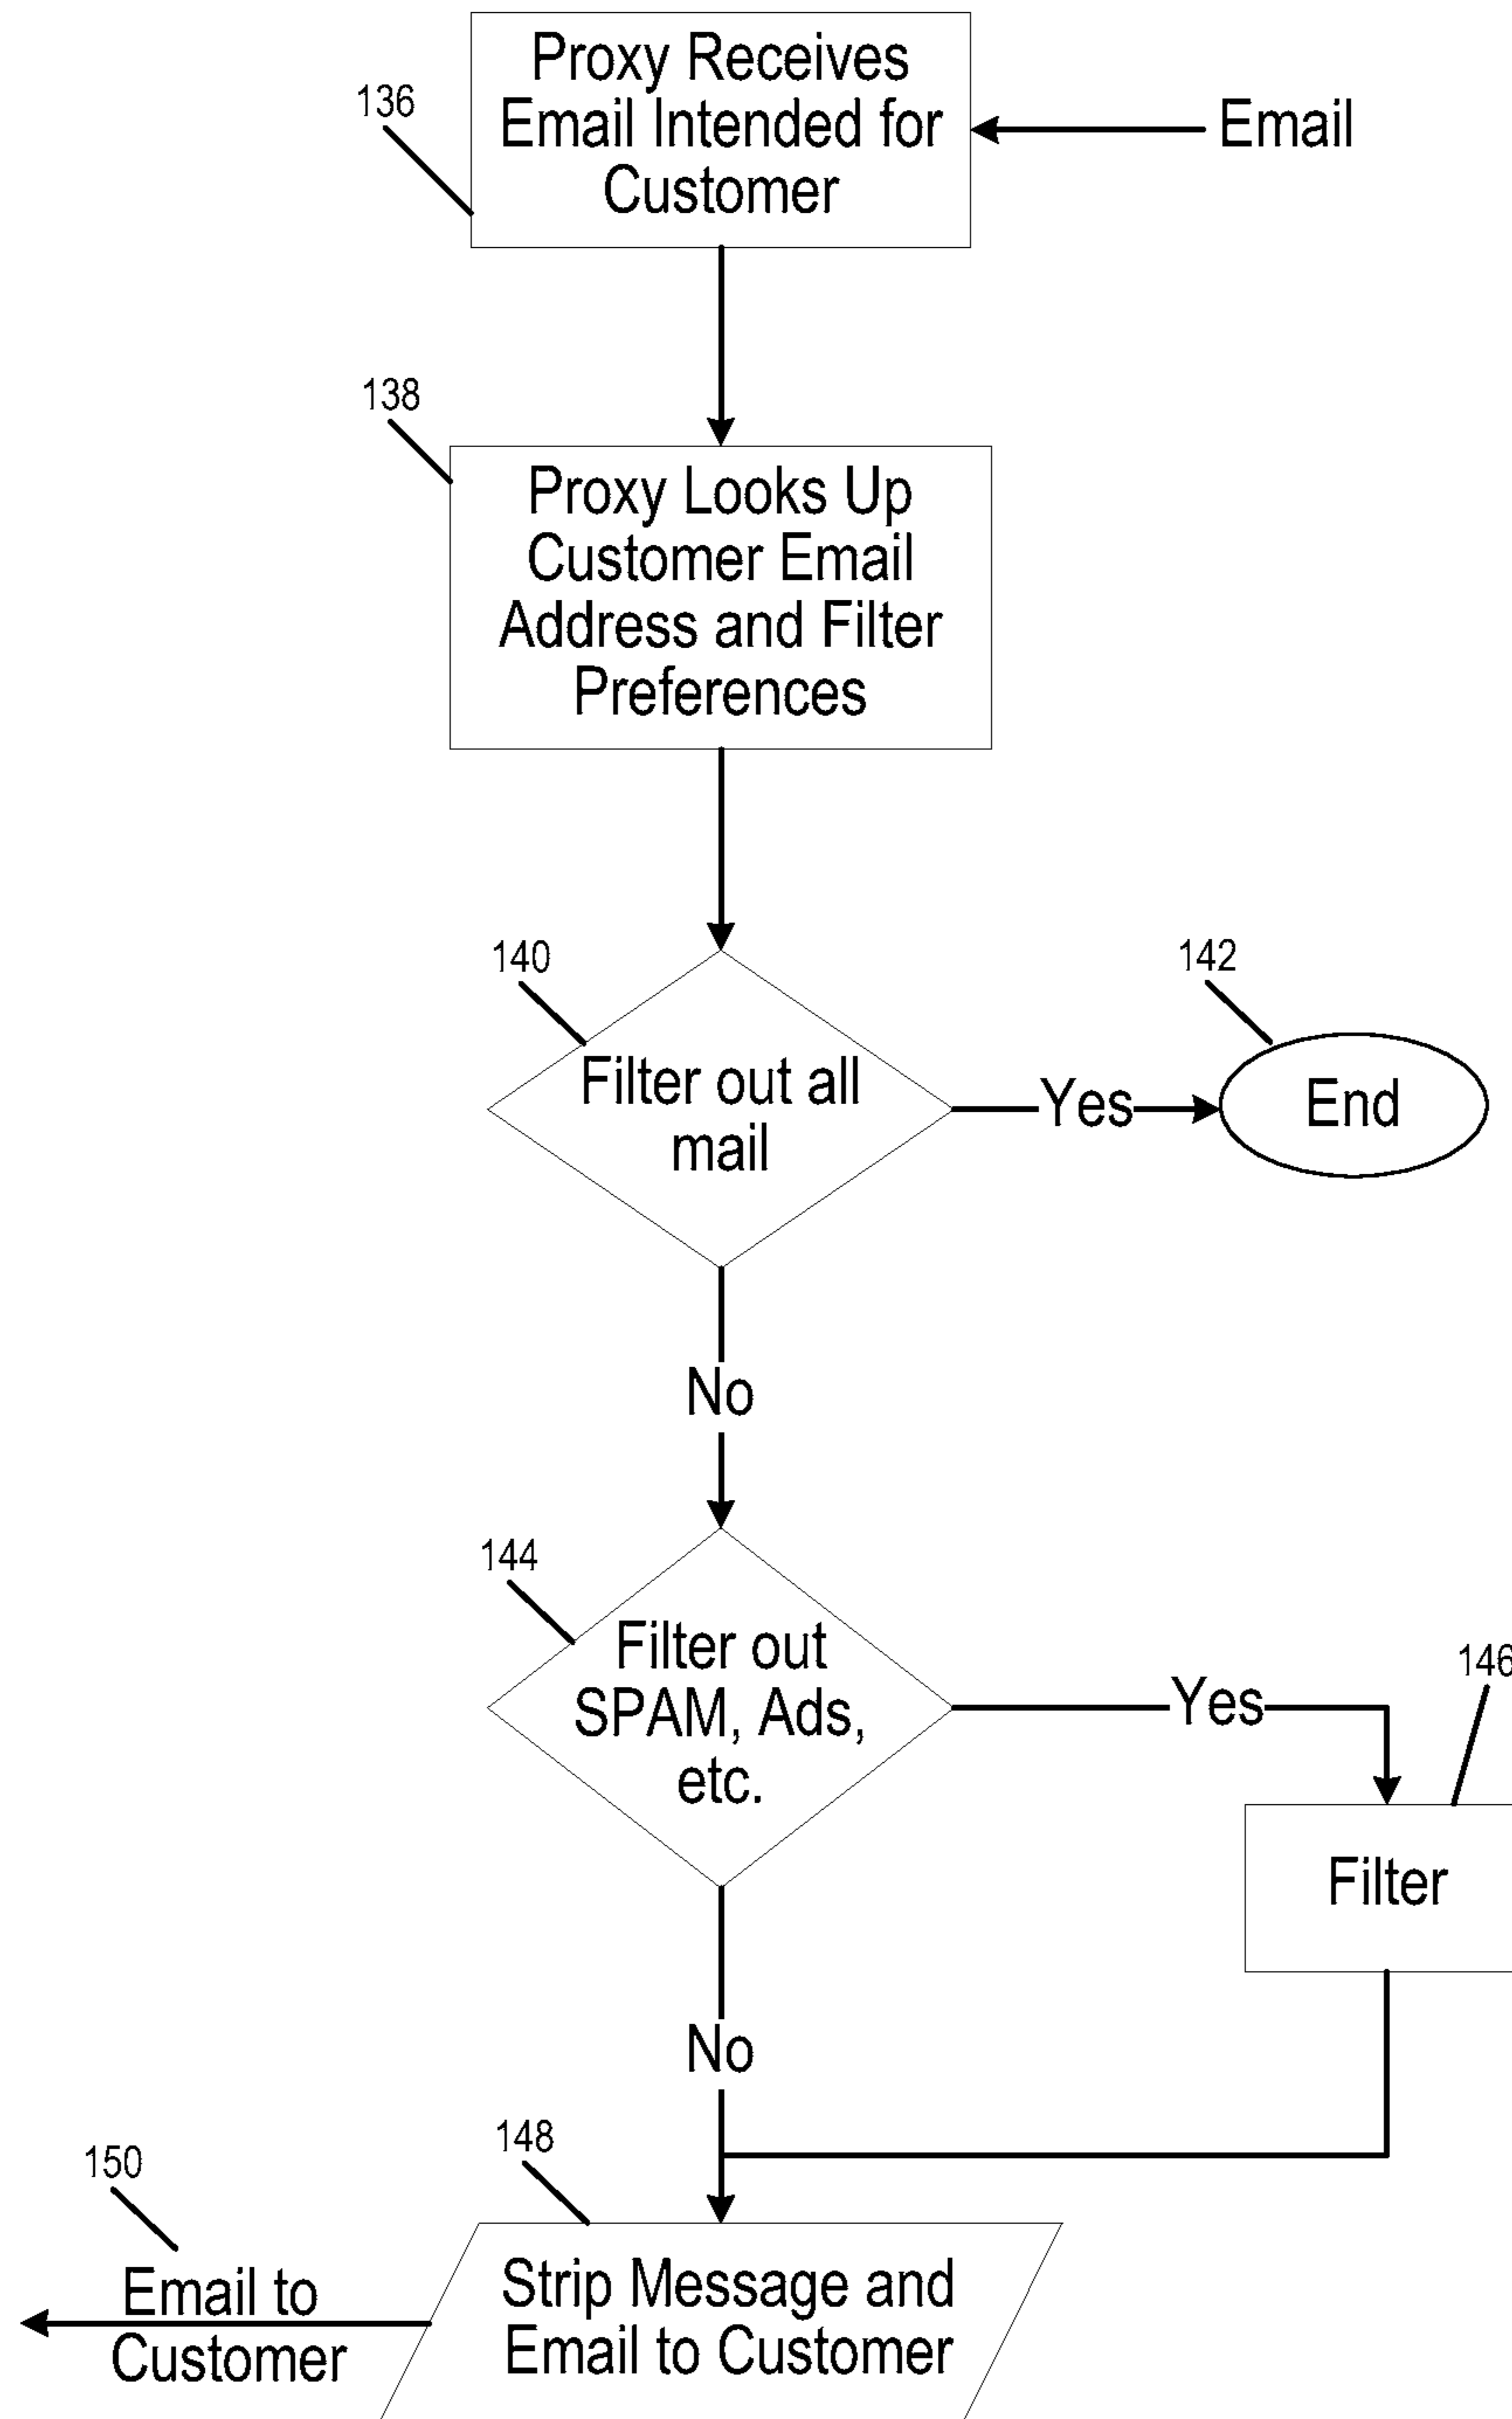 Proxy Receives
Email Intended for
Customer
136
Email
138
Proxy Looks Up
Customer Email
Address and Filter
Preferences
140
142
Filter out all
mail
Yes
End
No
144
Filter out
SPAM, Ads,
etc.
Yes
146
Filter
No
148
150
Strip Message and
Email to Customer
Email to
Customer